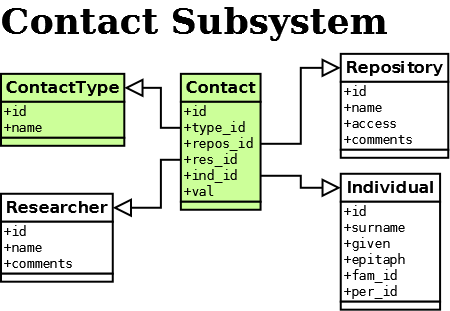 Contact Subsystem
ContactType
+id
+name
Contact
+id
+type_id
+repos_id
+res_id
+ind_id
+val
Repository
+id
+name
+access
+comments
Researcher
+id
+name
+comments
Individual
+id
+surname
+given
+epitaph
+fam_id
+per_id